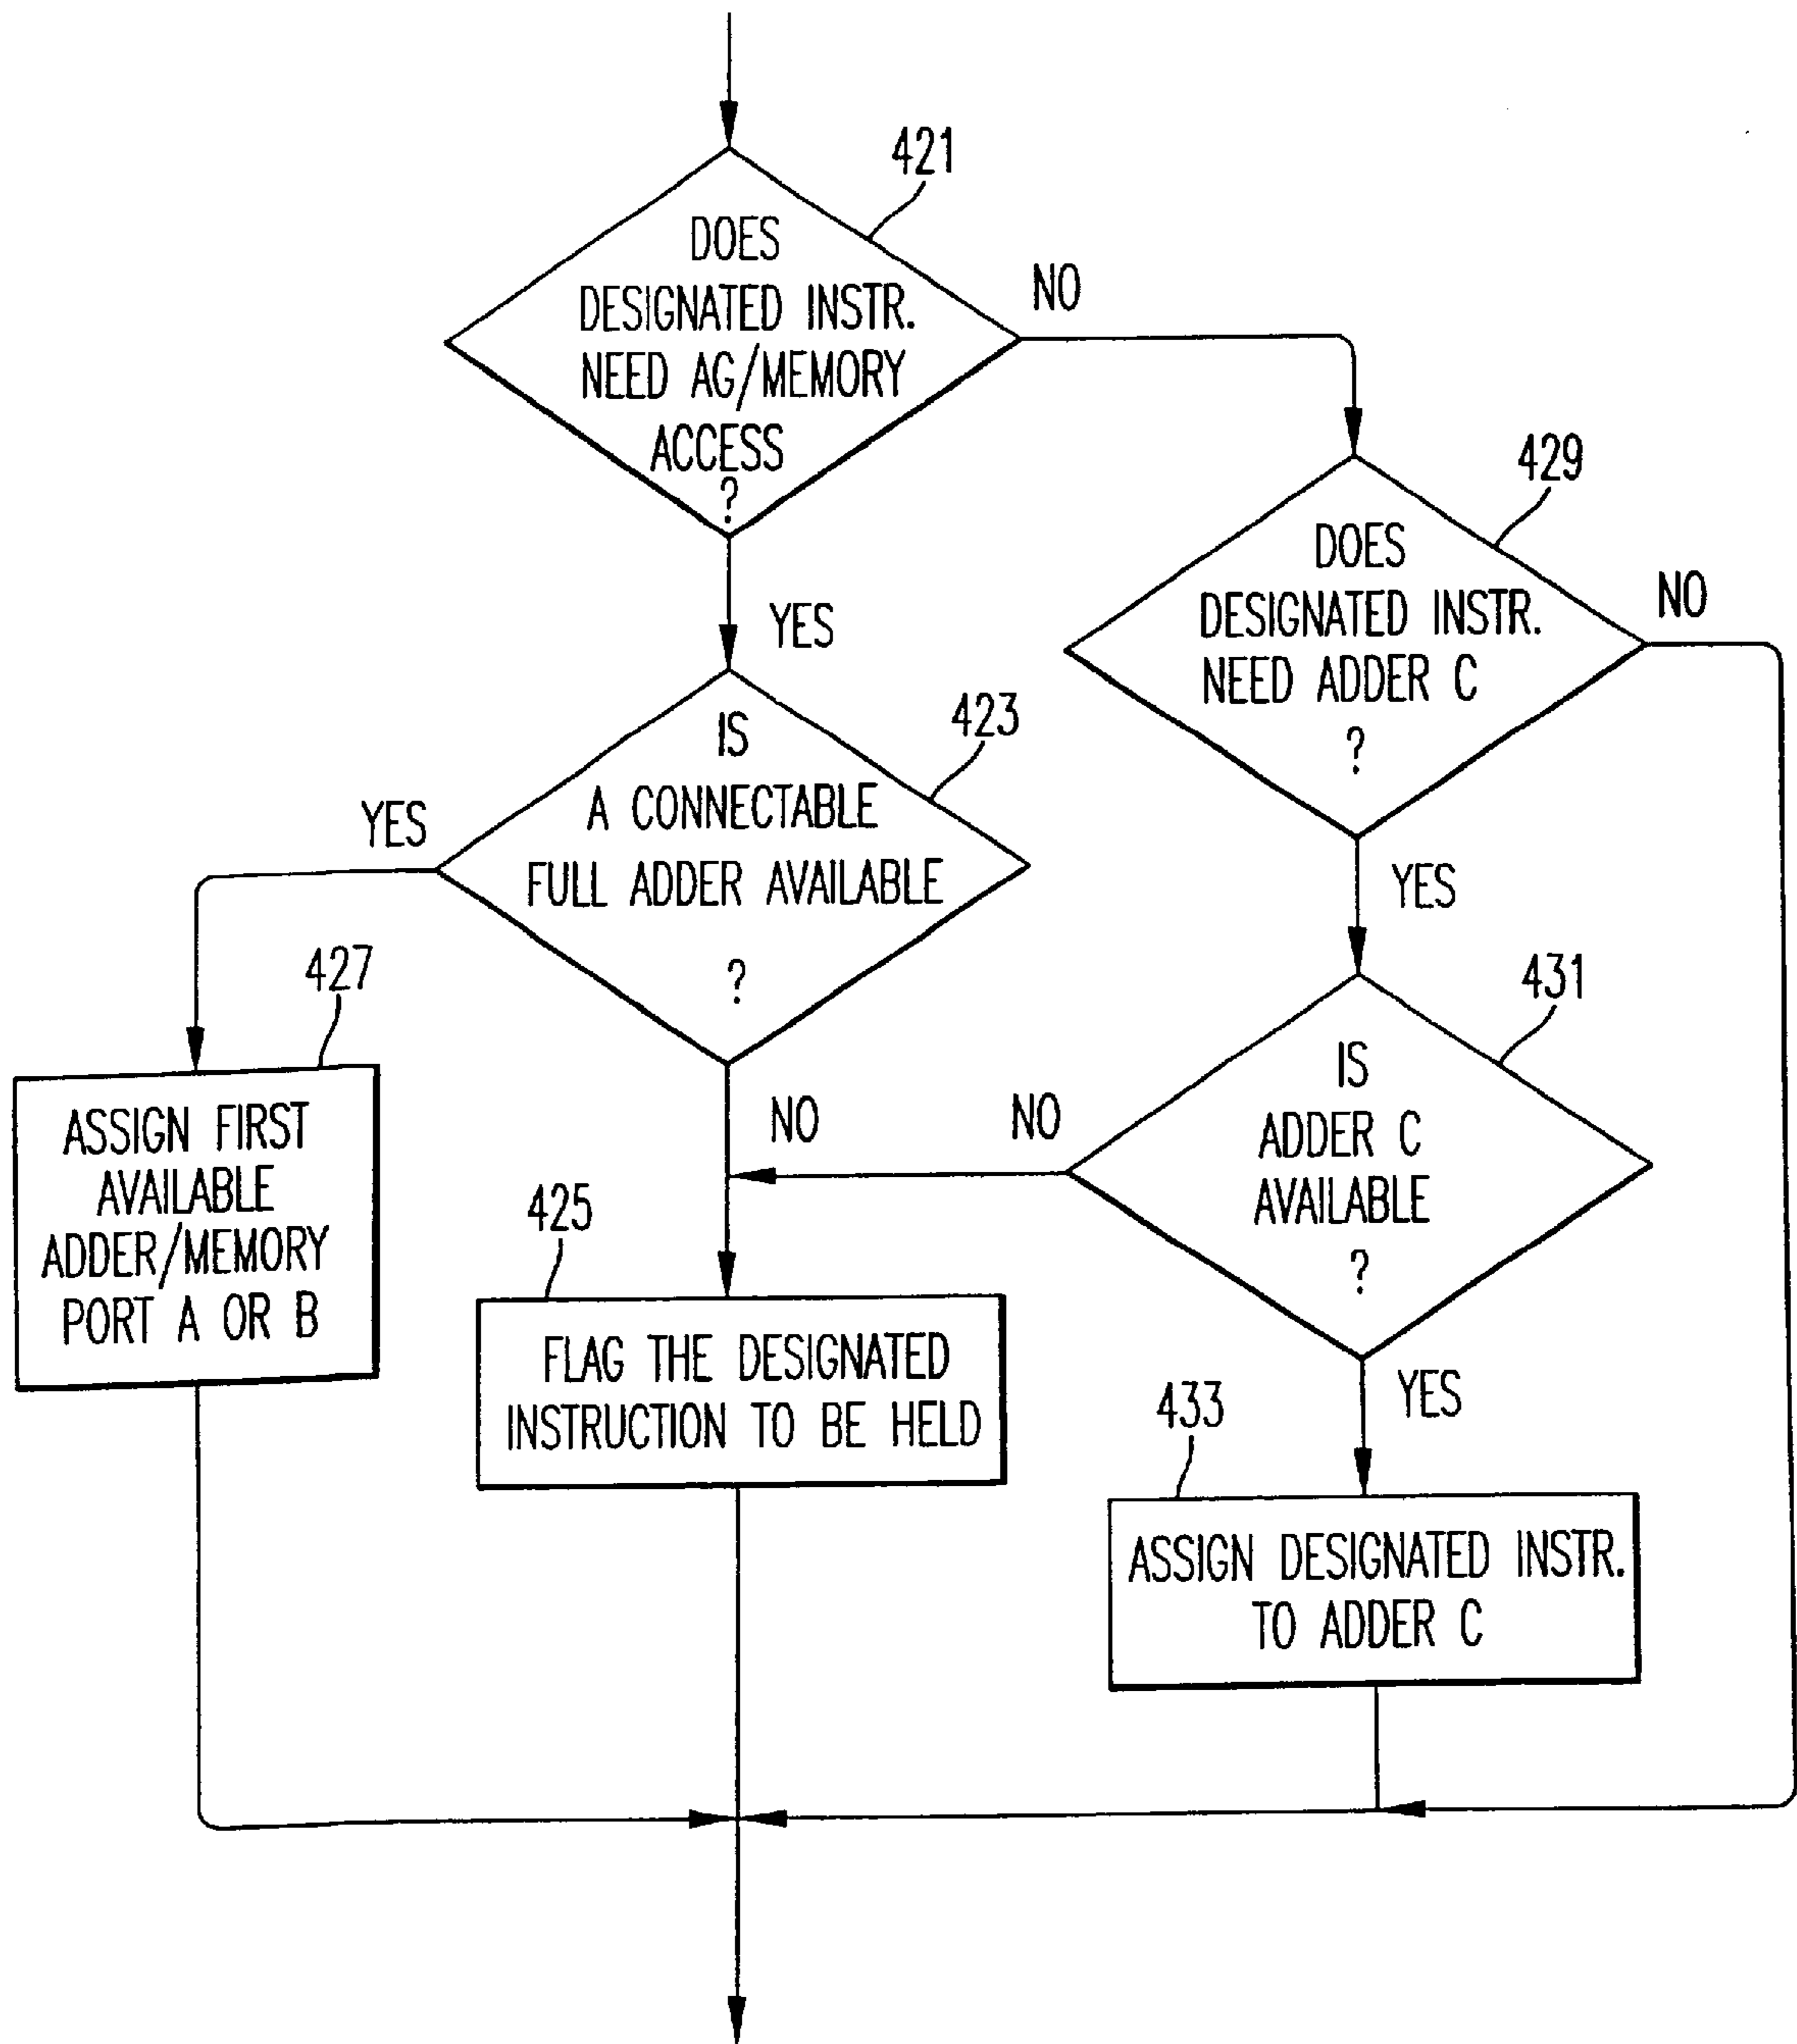 421
DOES
DESIGNATED INSTR.
NEED AG/MEMORY
ACCESS
?
NO
YES
429
DOES
DESIGNATED INSTR.
NEED ADDER C
?
NO
YES
423
IS
A CONNECTABLE
FULL ADDER AVAILABLE
?
YES
NO
427
ASSIGN FIRST
AVAILABLE
ADDER/MEMORY
PORT A OR B
431
IS
ADDER C
AVAILABLE
?
NO
YES
425
FLAG THE DESIGNATED
INSTRUCTION TO BE HELD
433
ASSIGN DESIGNATED INSTR.
TO ADDER C